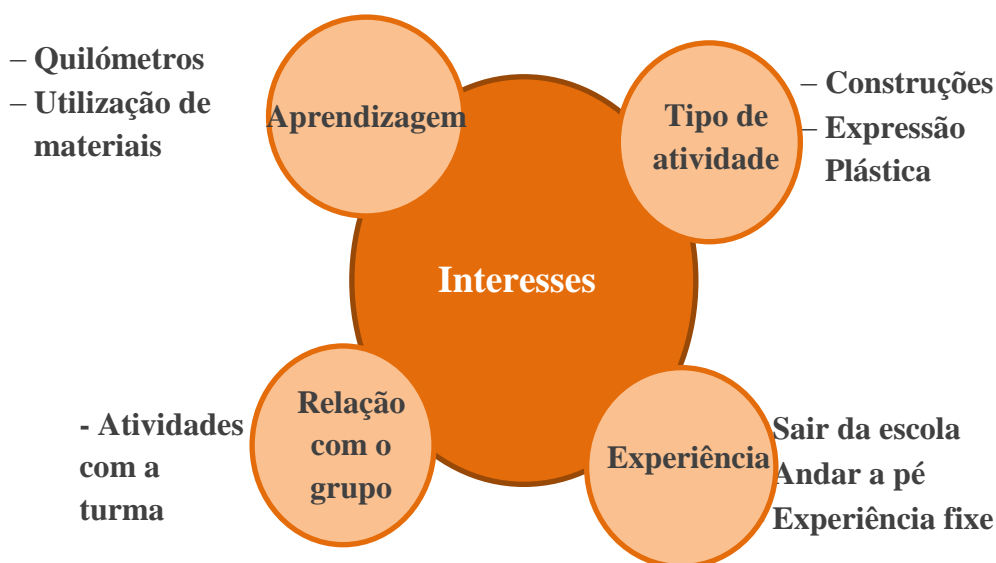 – Quilómetros
– Utilização de
materiais
Aprendizagem
Tipo de
atividade
– Construções
– Expressão
Plástica
Interesses
- Atividades
com a
turma
Relação
com o
grupo
Experiência
Sair da escola
Andar a pé
Experiência fixe